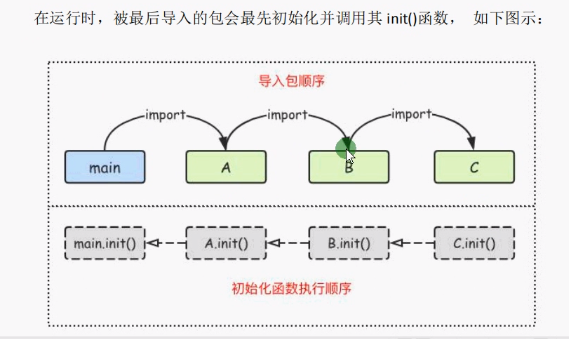 在运行时，被最后导入的包会最先初始化并调用其 init()函数， 如下图示：
导入包顺序
import import import
main A B C
main.init() A.init() B.init() C.init()
初始化函数执行顺序